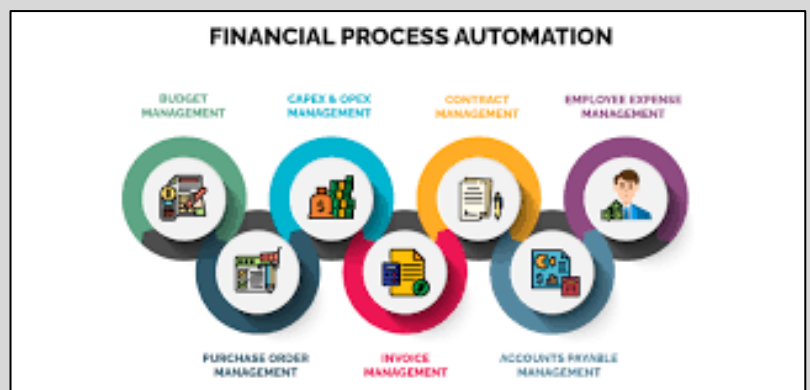 FINANCIAL PROCESS AUTOMATION
BUDGET
MANAGEMENT
CAPEX & OPEX
MANAGEMENT
CONTRACT
MANAGEMENT
EMPLOYEE EXPENSE
MANAGEMENT
PURCHASE ORDER
MANAGEMENT
INVOICE
MANAGEMENT
ACCOUNTS PAYABLE
MANAGEMENT